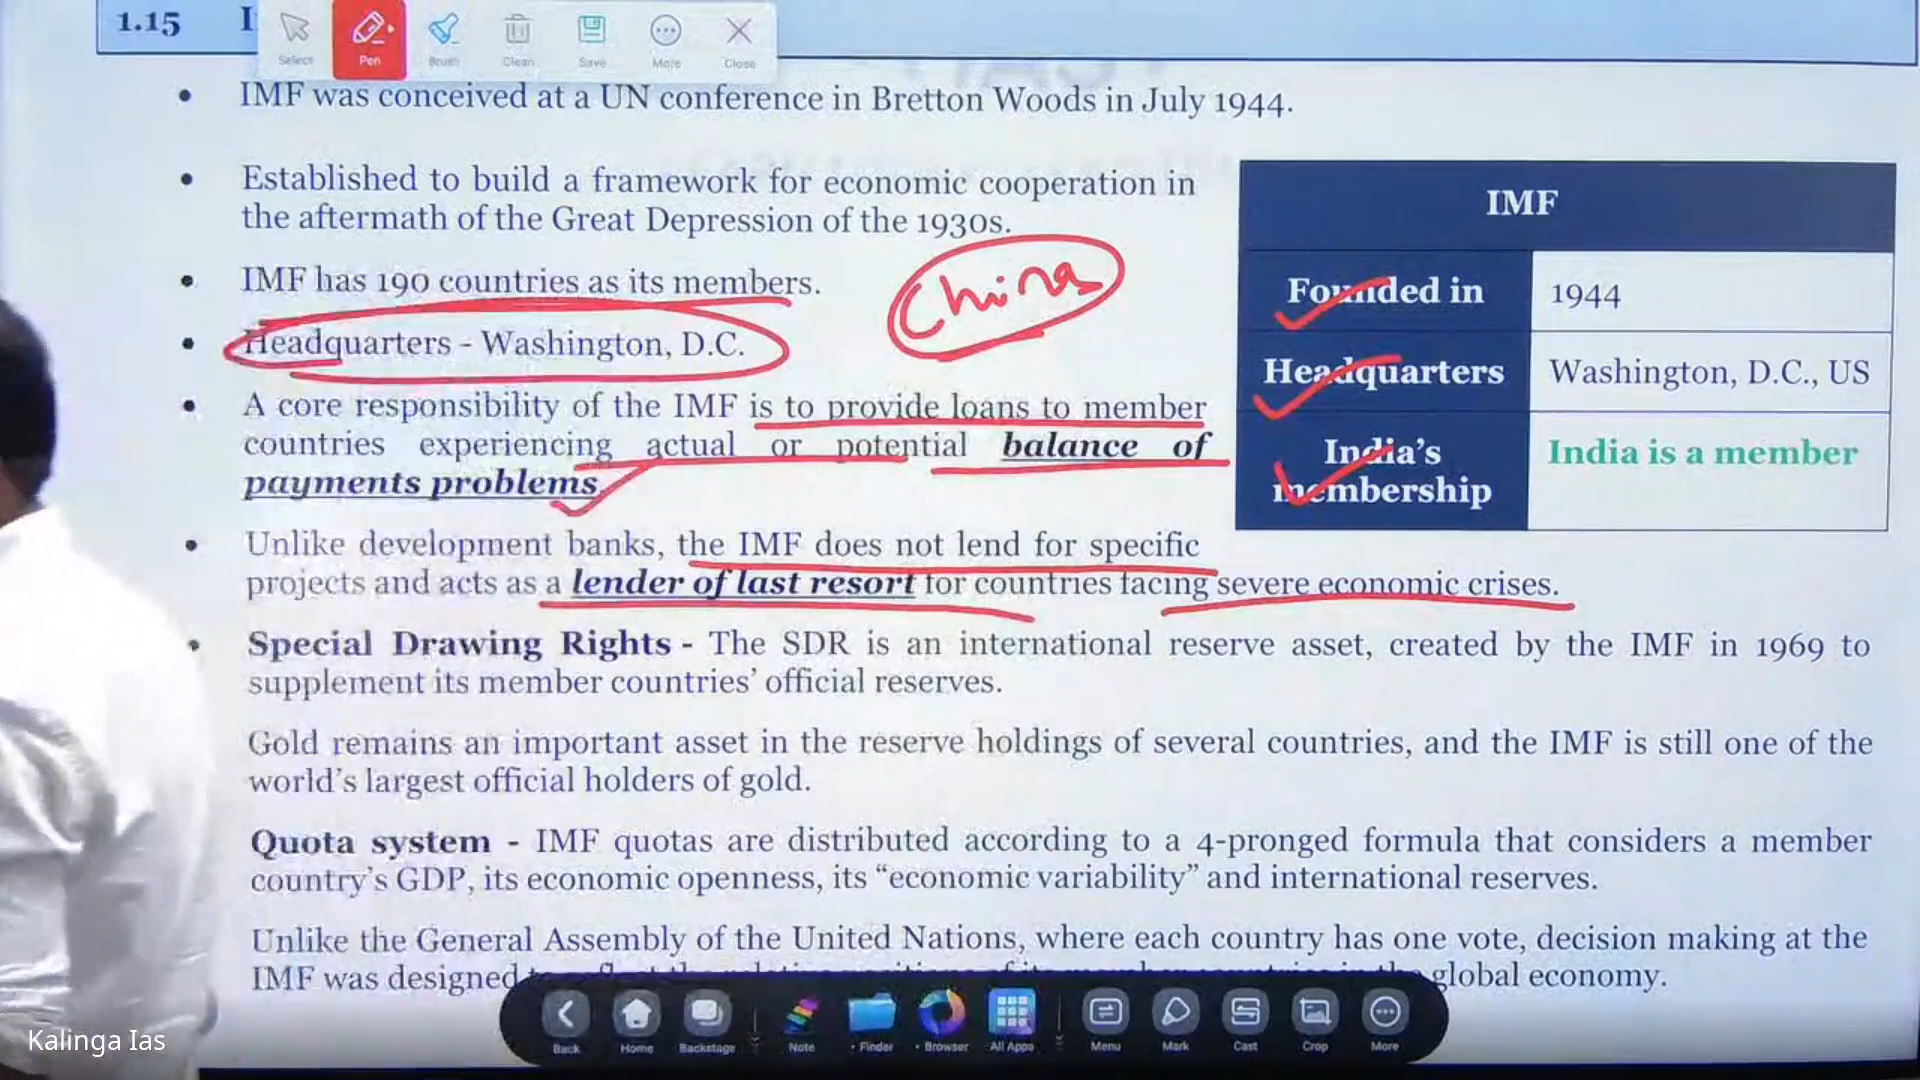 1.15 I
Select Pen Brush Clean Save More Close
IMF was conceived at a UN conference in Bretton Woods in July 1944.
Established to build a framework for economic cooperation in
the aftermath of the Great Depression of the 1930s.
IMF has 190 countries as its members.
China
Headquarters - Washington, D.C.
A core responsibility of the IMF is to provide loans to member
countries experiencing actual or potential balance of
payments problems.
IMF
Founded in 1944
Headquarters Washington, D.C., US
India's India is a member
membership
Unlike development banks, the IMF does not lend for specific
projects and acts as a lender of last resort for countries facing severe economic crises.
Special Drawing Rights - The SDR is an international reserve asset, created by the IMF in 1969 to
supplement its member countries' official reserves.
Gold remains an important asset in the reserve holdings of several countries, and the IMF is still one of the
world's largest official holders of gold.
Quota system - IMF quotas are distributed according to a 4-pronged formula that considers a member
country's GDP, its economic openness, its "economic variability" and international reserves.
Unlike the General Assembly of the United Nations, where each country has one vote, decision making at the
IMF was designed global economy.
Back Home Backstage Note Finder Browser All Apps Menu Mark Cast Crop More
Kalinga Ias